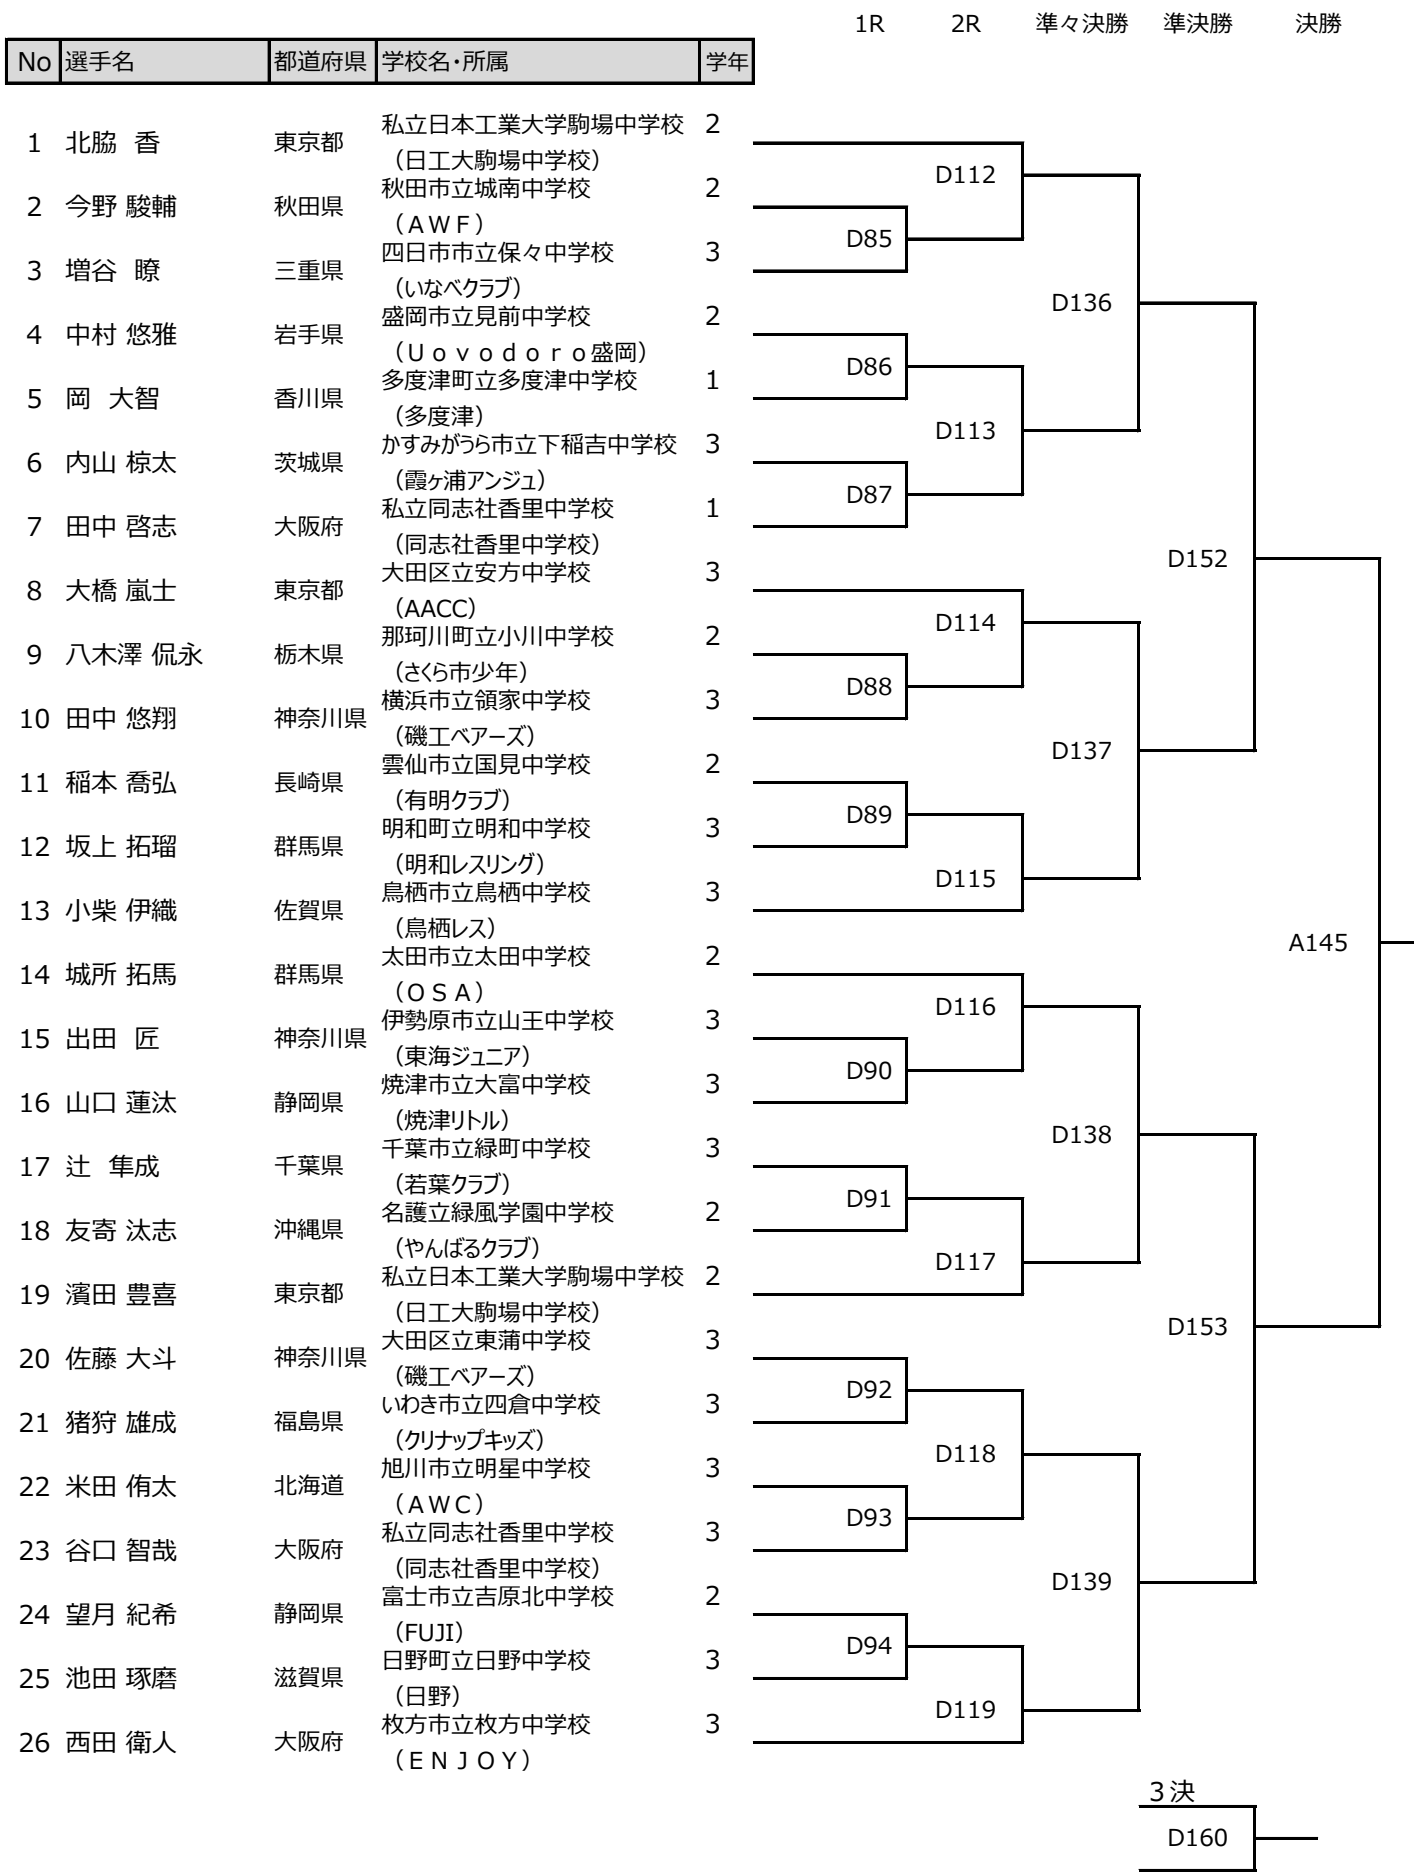 1R 2R 準々決勝 準決勝 決勝
No 選手名 都道府県 学校名・所属 学年
1 北脇 香 東京都 私立日本工業大学駒場中学校 2
（日工大駒場中学校）
2 今野 駿輔 秋田県 秋田市立城南中学校 2
（ＡＷＦ）
3 増谷 瞭 三重県 四日市市立保々中学校 3
（いなべクラブ）
4 中村 悠雅 岩手県 盛岡市立見前中学校 2
（Ｕｏｖｏｄｏｒｏ盛岡）
5 岡 大智 香川県 多度津町立多度津中学校 1
（多度津）
6 内山 椋太 茨城県 かすみがうら市立下稲吉中学校 3
（霞ヶ浦アンジュ）
7 田中 啓志 大阪府 私立同志社香里中学校 1
（同志社香里中学校）
8 大橋 嵐士 東京都 大田区立安方中学校 3
（AACC）
9 八木澤 侃永 栃木県 那珂川町立小川中学校 2
（さくら市少年）
10 田中 悠翔 神奈川県 横浜市立領家中学校 3
（磯工ベアーズ）
11 稲本 喬弘 長崎県 雲仙市立国見中学校 2
（有明クラブ）
12 坂上 拓瑠 群馬県 明和町立明和中学校 3
（明和レスリング）
13 小柴 伊織 佐賀県 鳥栖市立鳥栖中学校 3
（鳥栖レス）
14 城所 拓馬 群馬県 太田市立太田中学校 2
（ＯＳＡ）
15 出田 匠 神奈川県 伊勢原市立山王中学校 3
（東海ジュニア）
16 山口 蓮汰 静岡県 焼津市立大富中学校 3
（焼津リトル）
17 辻 隼成 千葉県 千葉市立緑町中学校 3
（若葉クラブ）
18 友寄 汰志 沖縄県 名護立緑風学園中学校 2
（やんばるクラブ）
19 濱田 豊喜 東京都 私立日本工業大学駒場中学校 2
（日工大駒場中学校）
20 佐藤 大斗 神奈川県 大田区立東蒲中学校 3
（磯工ベアーズ）
21 猪狩 雄成 福島県 いわき市立四倉中学校 3
（クリナップキッズ）
22 米田 侑太 北海道 旭川市立明星中学校 3
（ＡＷＣ）
23 谷口 智哉 大阪府 私立同志社香里中学校 3
（同志社香里中学校）
24 望月 紀希 静岡県 富士市立吉原北中学校 2
（FUJI）
25 池田 琢磨 滋賀県 日野町立日野中学校 3
（日野）
26 西田 衛人 大阪府 枚方市立枚方中学校 3
（ＥＮＪＯＹ）
D112
D85
D136
D86
D113
D87
D152
D114
D88
D137
D89
D115
A145
D116
D90
D138
D91
D117
D153
D92
D118
D93
D139
D94
D119
３決
D160